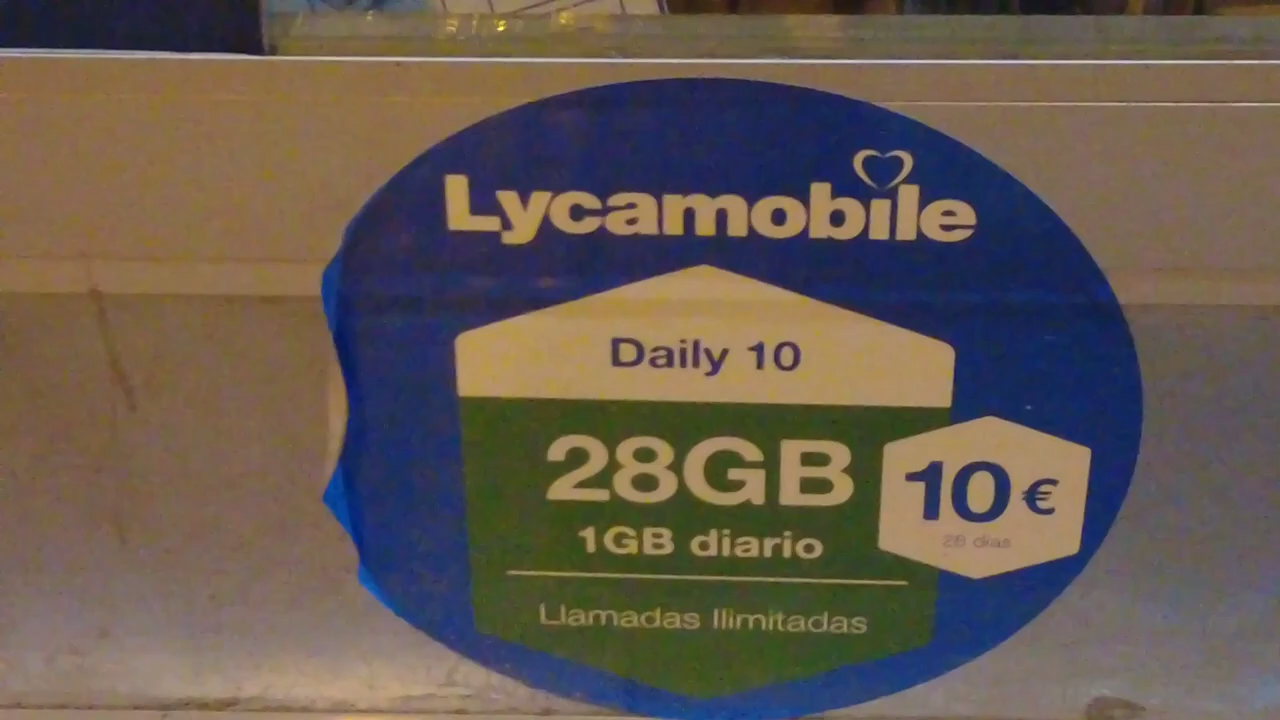 Lycamobile
Daily 10
28GB
1GB diario
10 €
28 días
Llamadas Ilimitadas